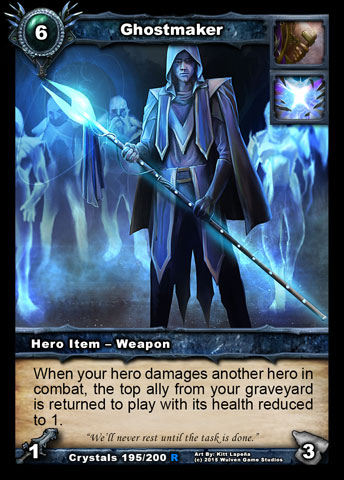 6
Ghostmaker
Hero Item – Weapon
When your hero damages another hero in
combat, the top ally from your graveyard
is returned to play with its health reduced
to 1.
“We’ll never rest until the task is done.”
1
Crystals 195/200 R
Art By: Kitt Lapeña
(c) 2015 Wulven Game Studios
3